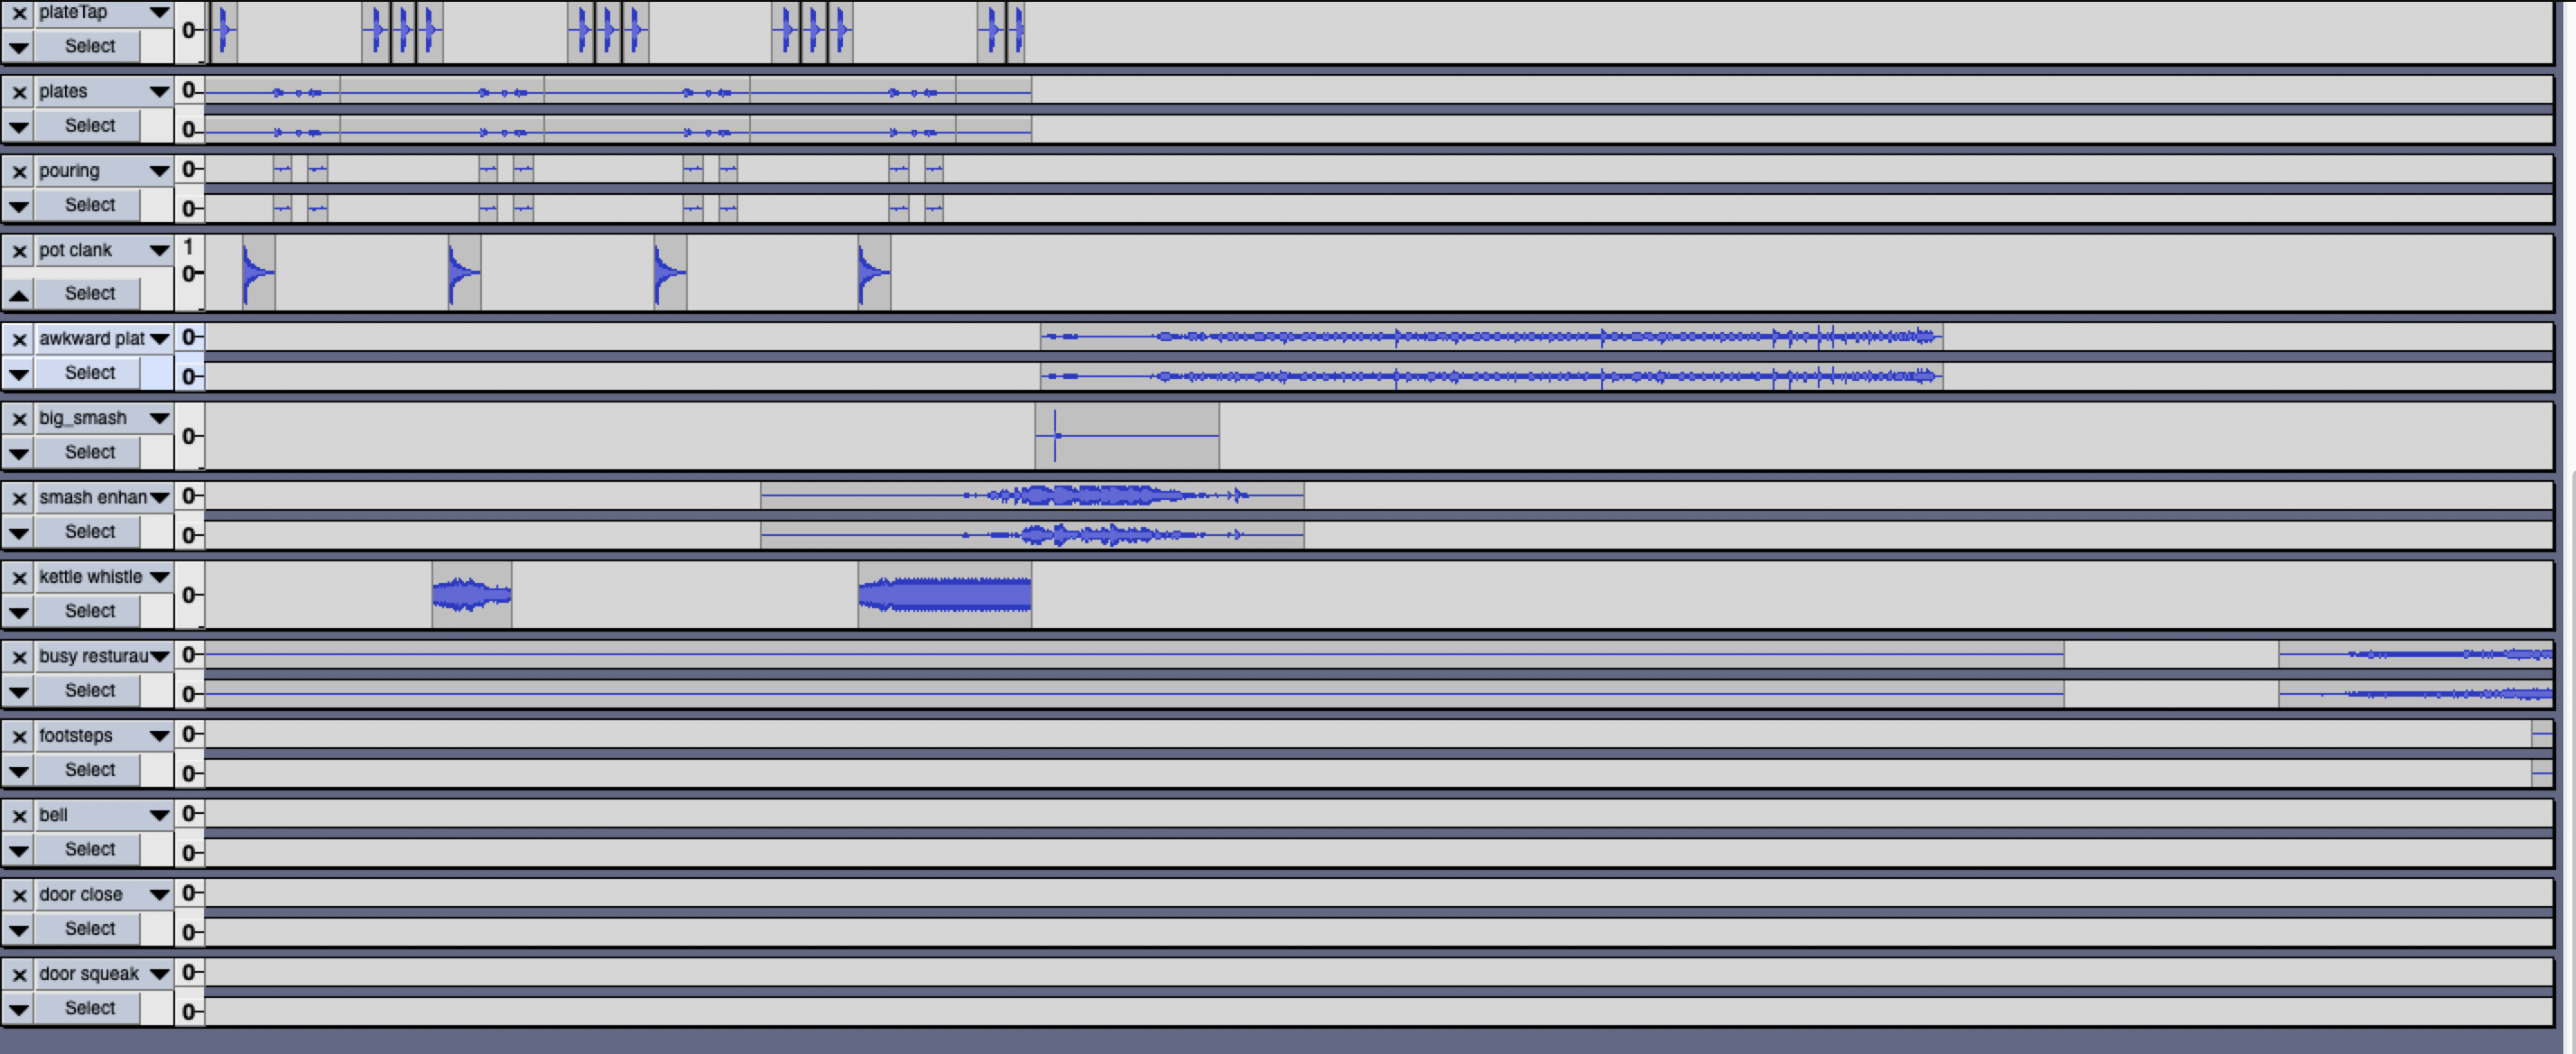 plateTap
0
Select
plates
0
Select
0
pouring
0
Select
0
pot clank
1
0
Select
awkward plat
0
Select
0
big_smash
0
Select
smash enhan
0
Select
0
kettle whistle
0
Select
busy resturau
0
Select
0
footsteps
0
Select
0
bell
0
Select
0
door close
0
Select
0
door squeak
0
Select
0